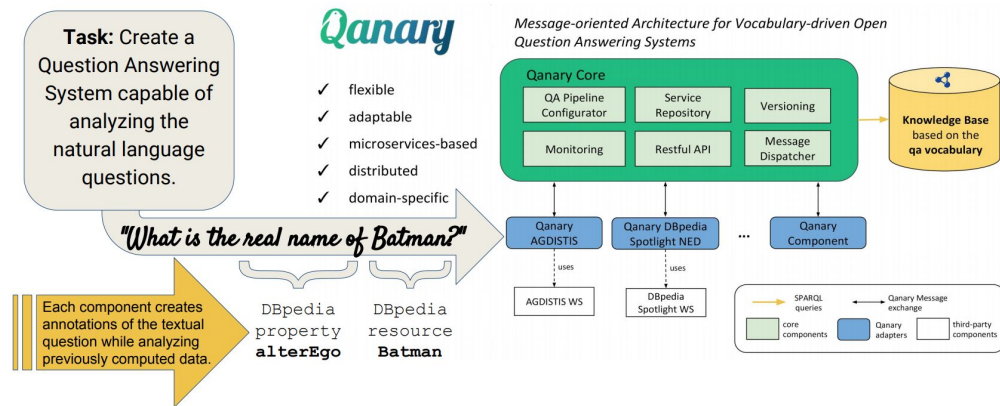 Task: Create a
Question Answering
System capable of
analyzing the
natural language
questions.
Qanary
✓ flexible
✓ adaptable
✓ microservices-based
✓ distributed
✓ domain-specific
"What is the real name of Batman?"
Each component creates
annotations of the textual
question while analyzing
previously computed data.
DBpedia
property
alterEgo
DBpedia
resource
Batman
Message-oriented Architecture for Vocabulary-driven Open
Question Answering Systems
Qanary Core
QA Pipeline
Configurator
Service
Repository
Versioning
Monitoring
Restful API
Message
Dispatcher
Knowledge Base
based on the
qa vocabulary
Qanary
AGDISTIS
Qanary DBpedia
Spotlight NED
...
Qanary
Component
uses
uses
AGDISTIS WS
DBpedia
Spotlight WS
SPARQL
queries
Qanary Message
exchange
core
components
Qanary
adapters
third-party
components